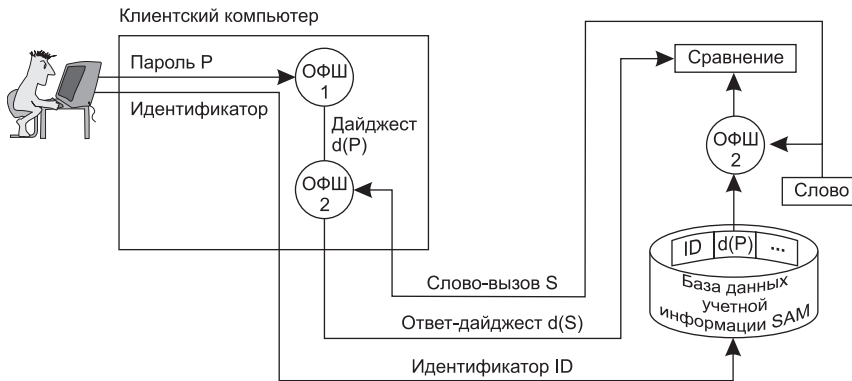 Клиентский компьютер
Пароль P
Идентификатор
ОФШ
1
Дайджест
d(P)
ОФШ
2
Сравнение
ОФШ
2
Слово
ID
d(P)
...
База данных
учетной
информации SAM
Слово-вызов S
Ответ-дайджест d(S)
Идентификатор ID